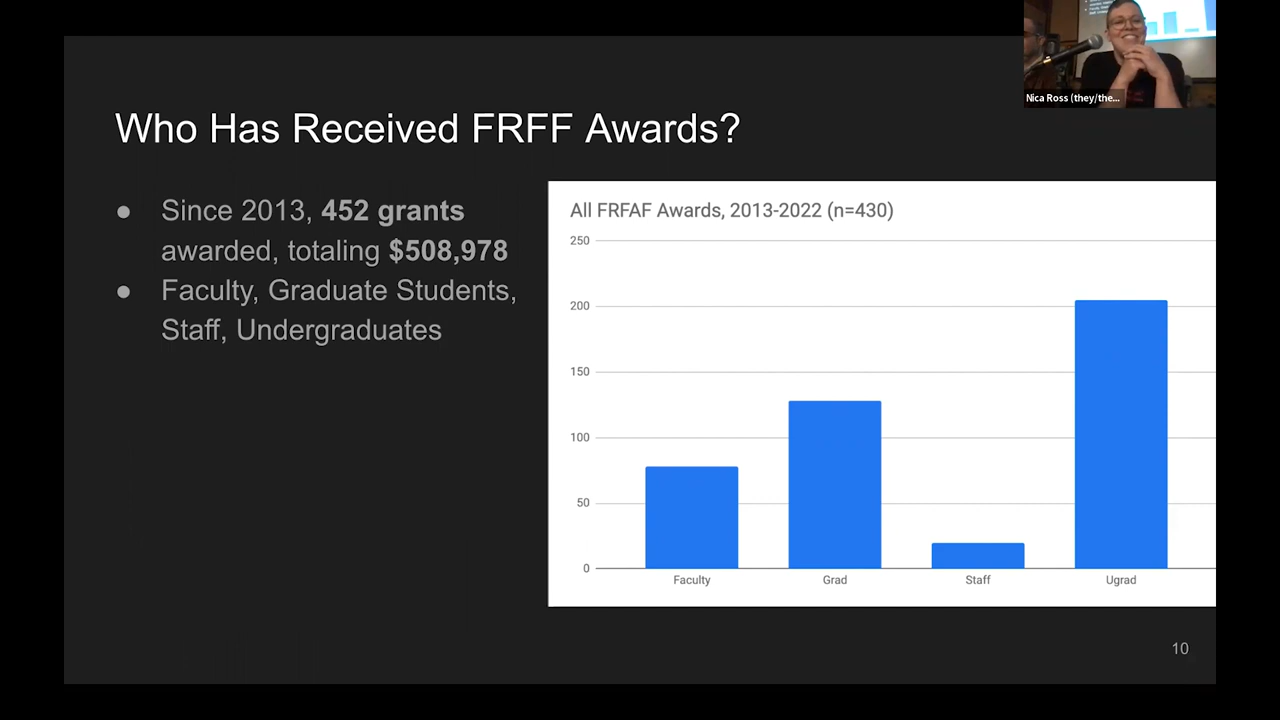 Nica Ross (they/the...
Who Has Received FRFF Awards?
● Since 2013, 452 grants
awarded, totaling $508,978
● Faculty, Graduate Students,
Staff, Undergraduates
All FRFAF Awards, 2013-2022 (n=430)
250
200
150
100
50
0
Faculty Grad Staff Ugrad
10